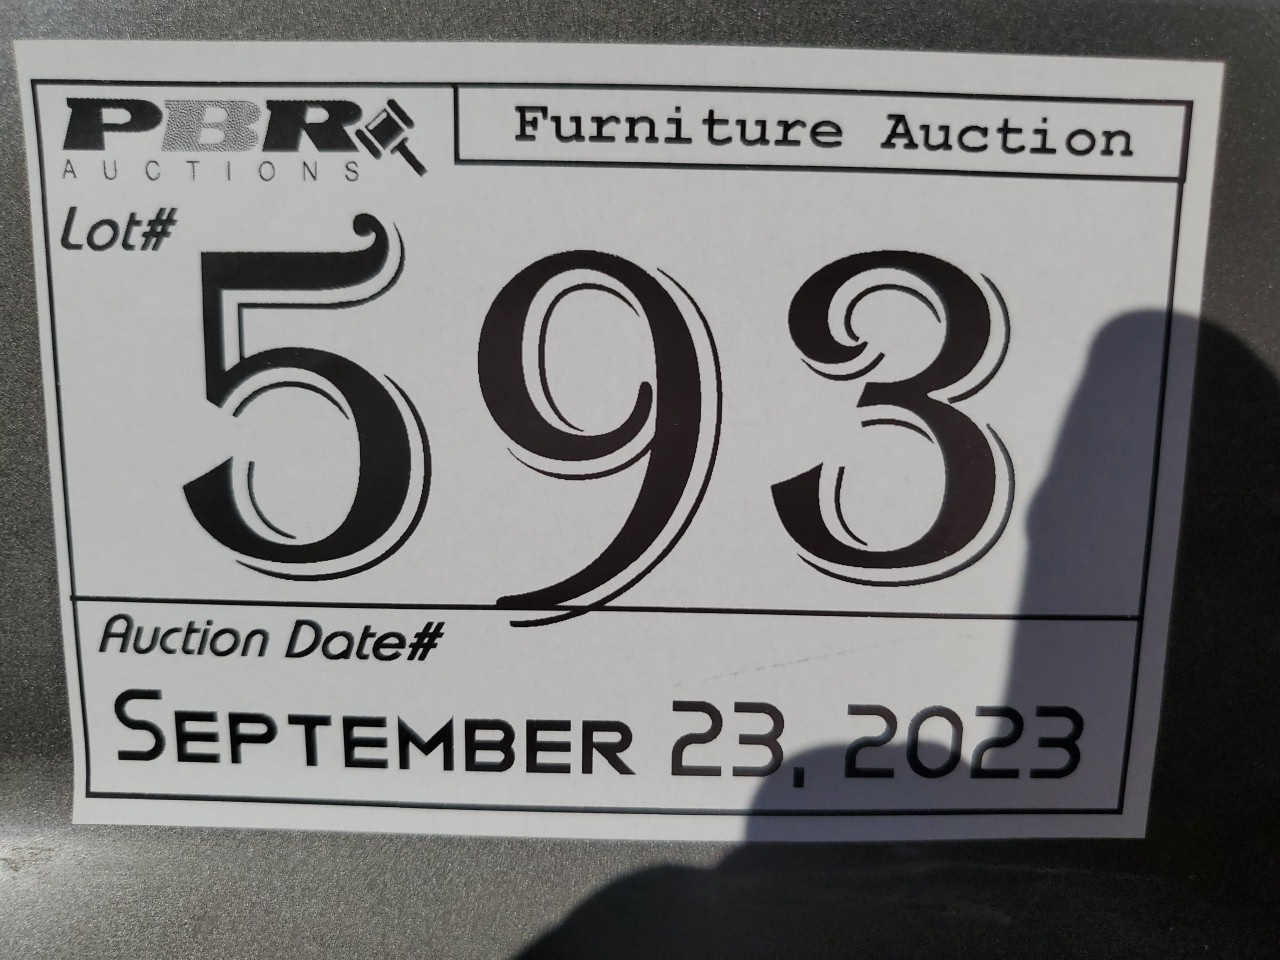 PBR
AUCTIONS
Furniture Auction
Lot#
593
Auction Date#
September 23, 2023